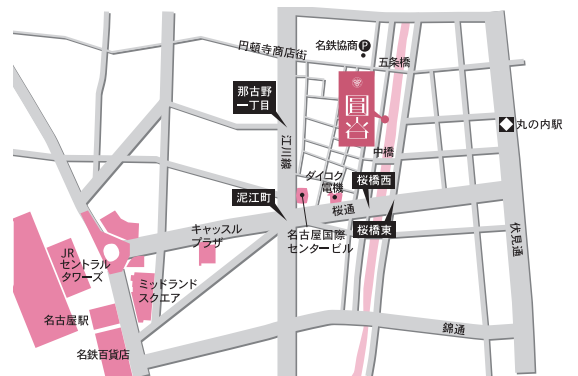 円頓寺商店街
名鉄協商
P
五条橋
那古野
一丁目
丸の内駅
江川線
中橋
ダイコク
電機
桜橋西
泥江町
桜通
桜橋東
伏見通
キャッスル
プラザ
名古屋国際
センタービル
JR
セントラル
タワーズ
ミッドランド
スクエア
名古屋駅
名鉄百貨店
錦通